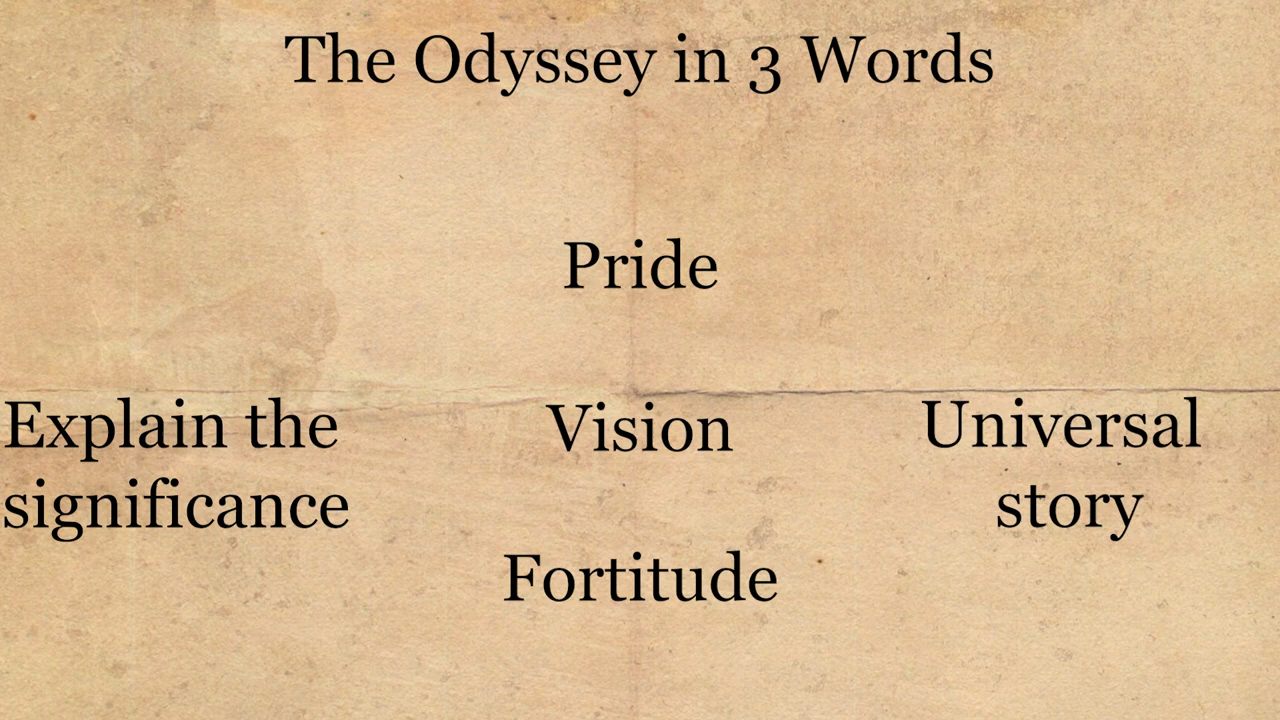 The Odyssey in 3 Words
Pride
Explain the
significance
Vision
Universal
story
Fortitude